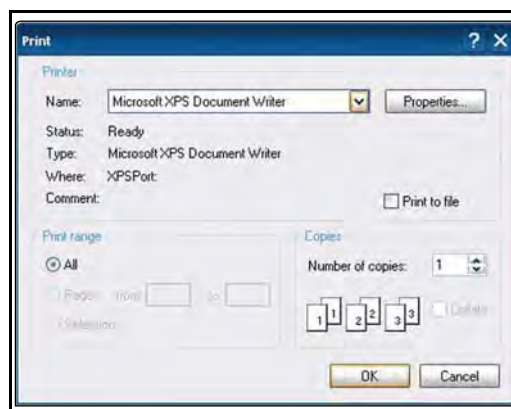 Print
? X
Printer
Name: Microsoft XPS Document Writer Properties...
Status: Ready
Type: Microsoft XPS Document Writer
Where: XPSPort:
Comment: Print to file
Print range
All
Pages from to
Selection
Copies
Number of copies: 1
1 1 2 2 3 3 Collate
OK Cancel